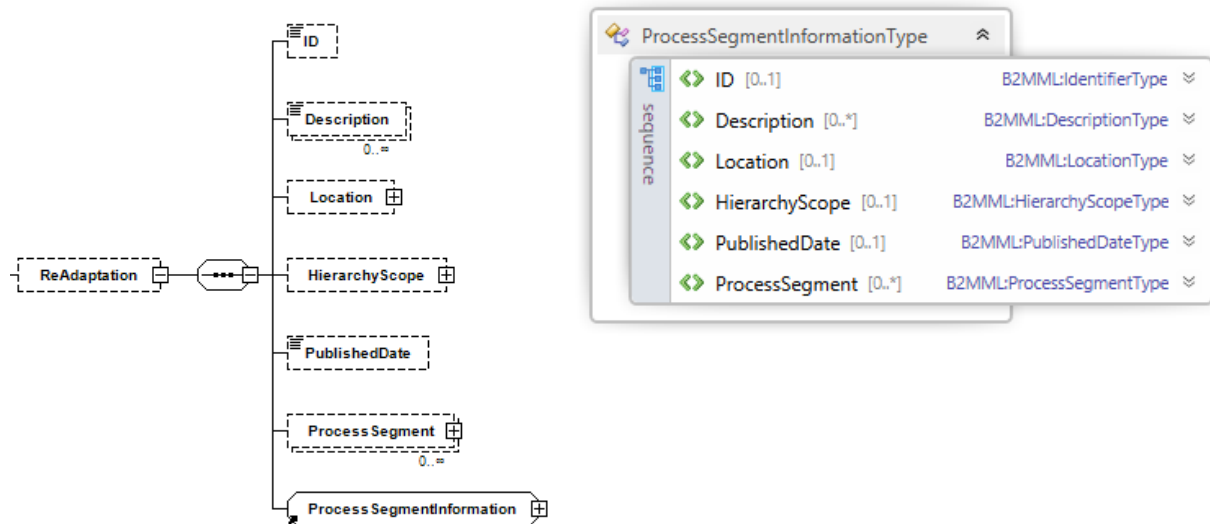 ID
Description
0..∞
Location
ReAdaptation
HierarchyScope
PublishedDate
ProcessSegment
0..∞
ProcessSegmentInformation
ProcessSegmentInformationType
sequence
ID [0..1] B2MML:IdentifierType
Description [0..*] B2MML:DescriptionType
Location [0..1] B2MML:LocationType
HierarchyScope [0..1] B2MML:HierarchyScopeType
PublishedDate [0..1] B2MML:PublishedDateType
ProcessSegment [0..*] B2MML:ProcessSegmentType